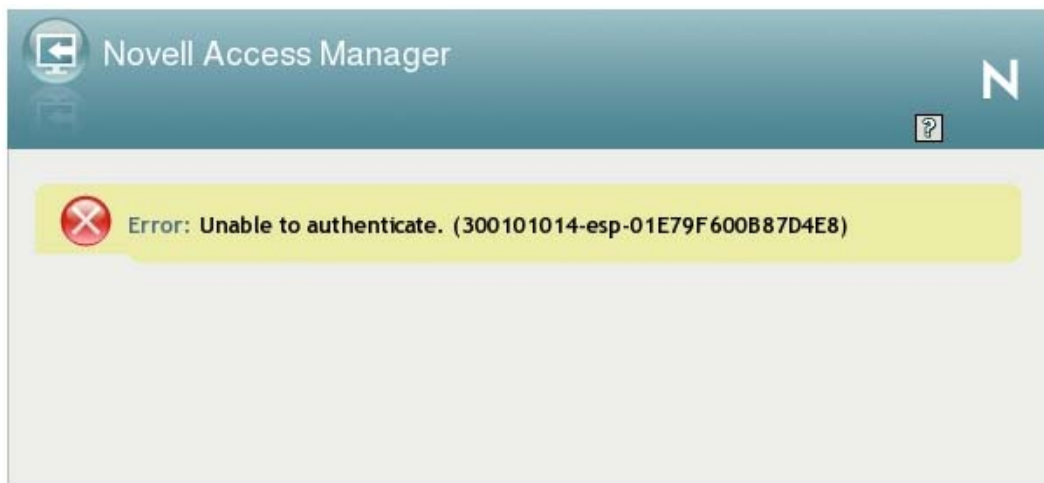 Novell Access Manager
N
?
Error: Unable to authenticate. (300101014-esp-01E79F600B87D4E8)